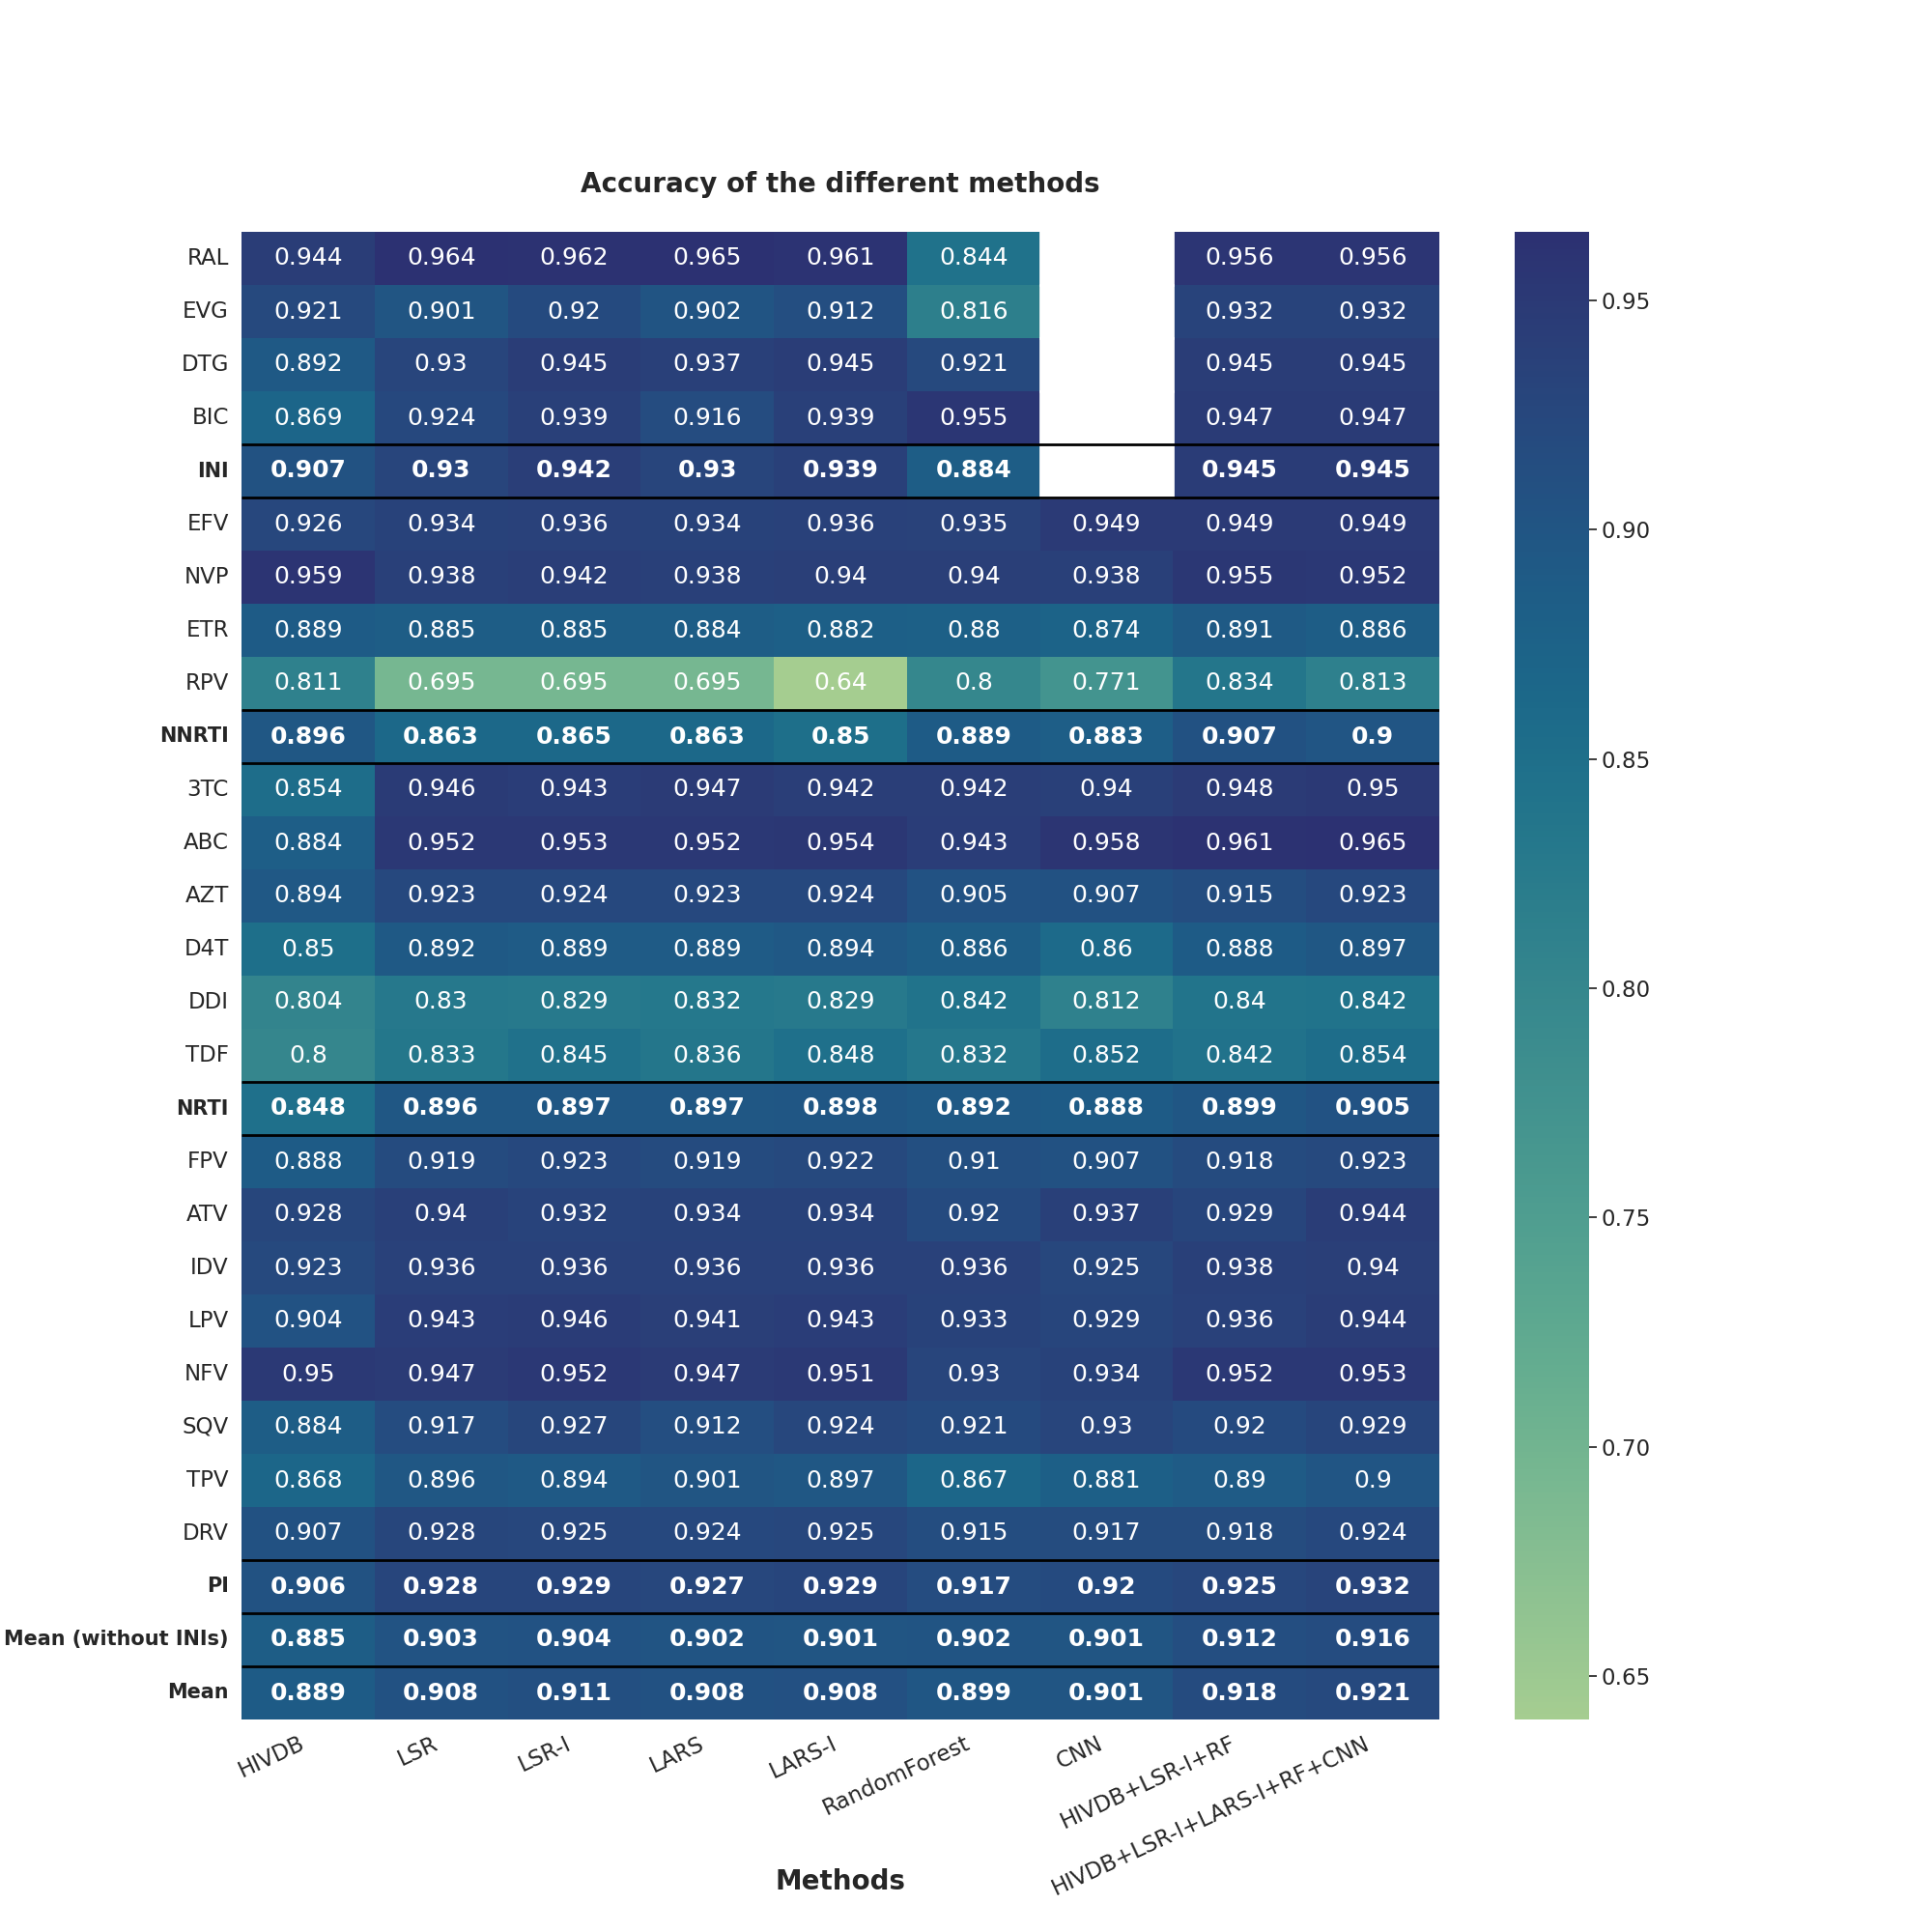 Accuracy of the different methods
RAL 0.944 0.964 0.962 0.965 0.961 0.844 0.956 0.956
EVG 0.921 0.901 0.92 0.902 0.912 0.816 0.932 0.932
DTG 0.892 0.93 0.945 0.937 0.945 0.921 0.945 0.945
BIC 0.869 0.924 0.939 0.916 0.939 0.955 0.947 0.947
INI 0.907 0.93 0.942 0.93 0.939 0.884 0.945 0.945
EFV 0.926 0.934 0.936 0.934 0.936 0.935 0.949 0.949 0.949
NVP 0.959 0.938 0.942 0.938 0.94 0.94 0.938 0.955 0.952
ETR 0.889 0.885 0.885 0.884 0.882 0.88 0.874 0.891 0.886
RPV 0.811 0.695 0.695 0.695 0.64 0.8 0.771 0.834 0.813
NNRTI 0.896 0.863 0.865 0.863 0.85 0.889 0.883 0.907 0.9
3TC 0.854 0.946 0.943 0.947 0.942 0.942 0.94 0.948 0.95
ABC 0.884 0.952 0.953 0.952 0.954 0.943 0.958 0.961 0.965
AZT 0.894 0.923 0.924 0.923 0.924 0.905 0.907 0.915 0.923
D4T 0.85 0.892 0.889 0.889 0.894 0.886 0.86 0.888 0.897
DDI 0.804 0.83 0.829 0.832 0.829 0.842 0.812 0.84 0.842
TDF 0.8 0.833 0.845 0.836 0.848 0.832 0.852 0.842 0.854
NRTI 0.848 0.896 0.897 0.897 0.898 0.892 0.888 0.899 0.905
FPV 0.888 0.919 0.923 0.919 0.922 0.91 0.907 0.918 0.923
ATV 0.928 0.94 0.932 0.934 0.934 0.92 0.937 0.929 0.944
IDV 0.923 0.936 0.936 0.936 0.936 0.936 0.925 0.938 0.94
LPV 0.904 0.943 0.946 0.941 0.943 0.933 0.929 0.936 0.944
NFV 0.95 0.947 0.952 0.947 0.951 0.93 0.934 0.952 0.953
SQV 0.884 0.917 0.927 0.912 0.924 0.921 0.93 0.92 0.929
TPV 0.868 0.896 0.894 0.901 0.897 0.867 0.881 0.89 0.9
DRV 0.907 0.928 0.925 0.924 0.925 0.915 0.917 0.918 0.924
PI 0.906 0.928 0.929 0.927 0.929 0.917 0.92 0.925 0.932
Mean (without INIs) 0.885 0.903 0.904 0.902 0.901 0.902 0.901 0.912 0.916
Mean 0.889 0.908 0.911 0.908 0.908 0.899 0.901 0.918 0.921
HIVDB LSR LSR-I LARS LARS-I RandomForest CNN HIVDB+LSR-I+RF HIVDB+LSR-I+LARS-I+RF+CNN
Methods
0.95
0.90
0.85
0.80
0.75
0.70
0.65